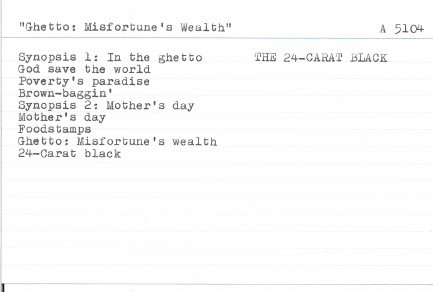 "Ghetto: Misfortune's Wealth" A 5104
Synopsis 1: In the ghetto THE 24-CARAT BLACK
God save the world
Poverty's paradise
Brown-baggin'
Synopsis 2: Mother's day
Mother's day
Foodstamps
Ghetto: Misfortune's wealth
24-Carat black